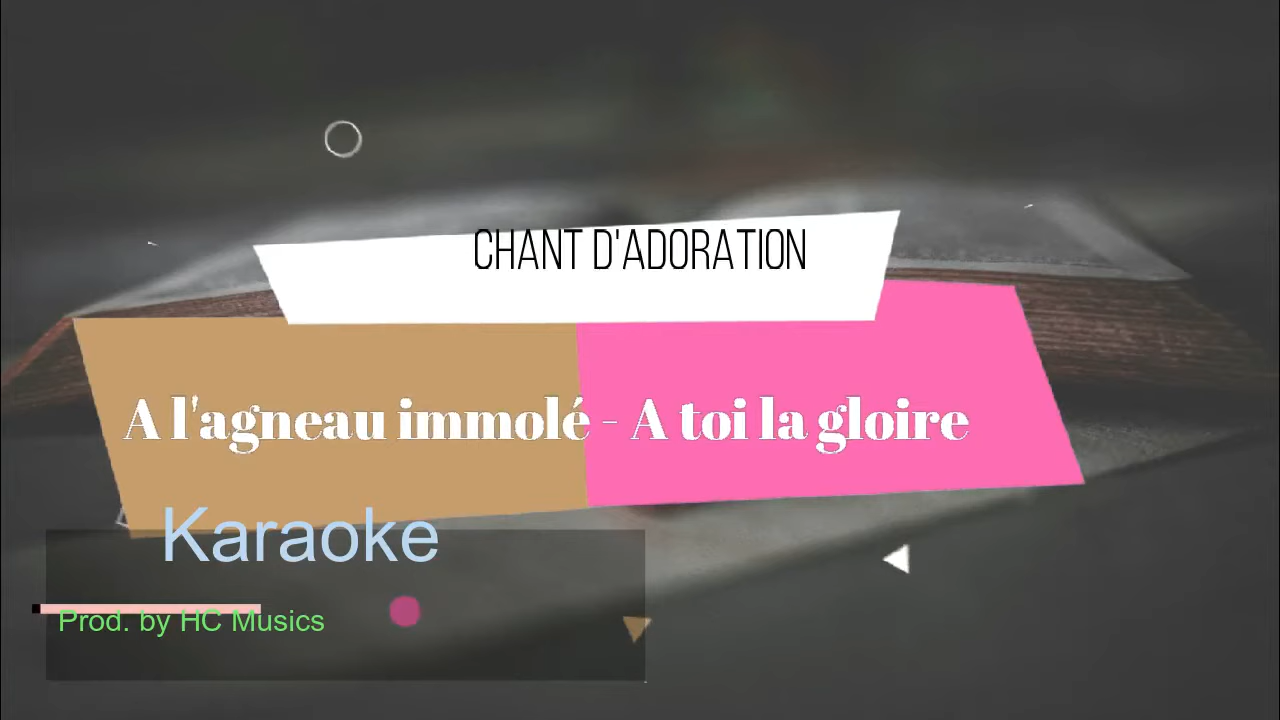 CHANT D'ADORATION
A l'agneau immolé - A toi la gloire
Karaoke
Prod. by HC Musics